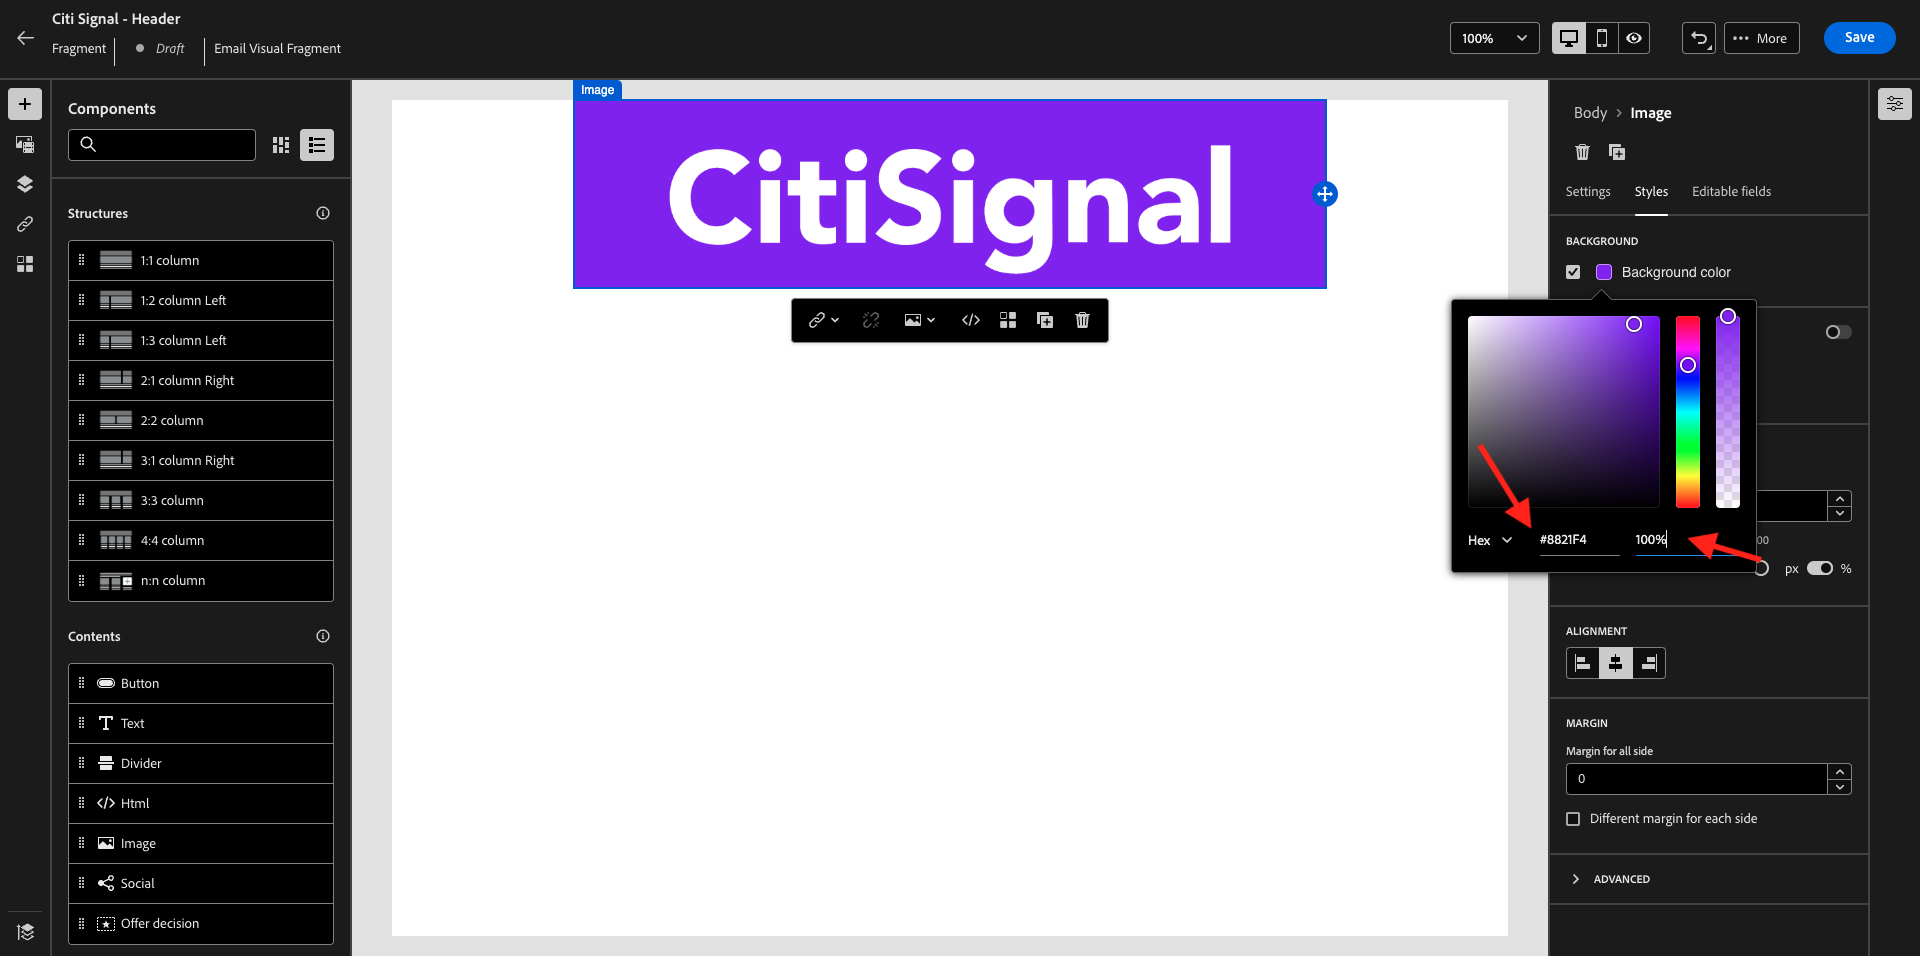 Citi Signal - Header
Fragment
Draft
Email Visual Fragment
100%
More
Save
Components
Structures
1:1 column
1:2 column Left
1:3 column Left
2:1 column Right
2:2 column
3:1 column Right
3:3 column
4:4 column
n:n column
Contents
Button
Text
Divider
Html
Image
Social
Offer decision
Image
CitiSignal
Body > Image
Settings
Styles
Editable fields
BACKGROUND
Background color
Hex
#8821F4
100%
00
px
%
ALIGNMENT
MARGIN
Margin for all side
0
Different margin for each side
ADVANCED